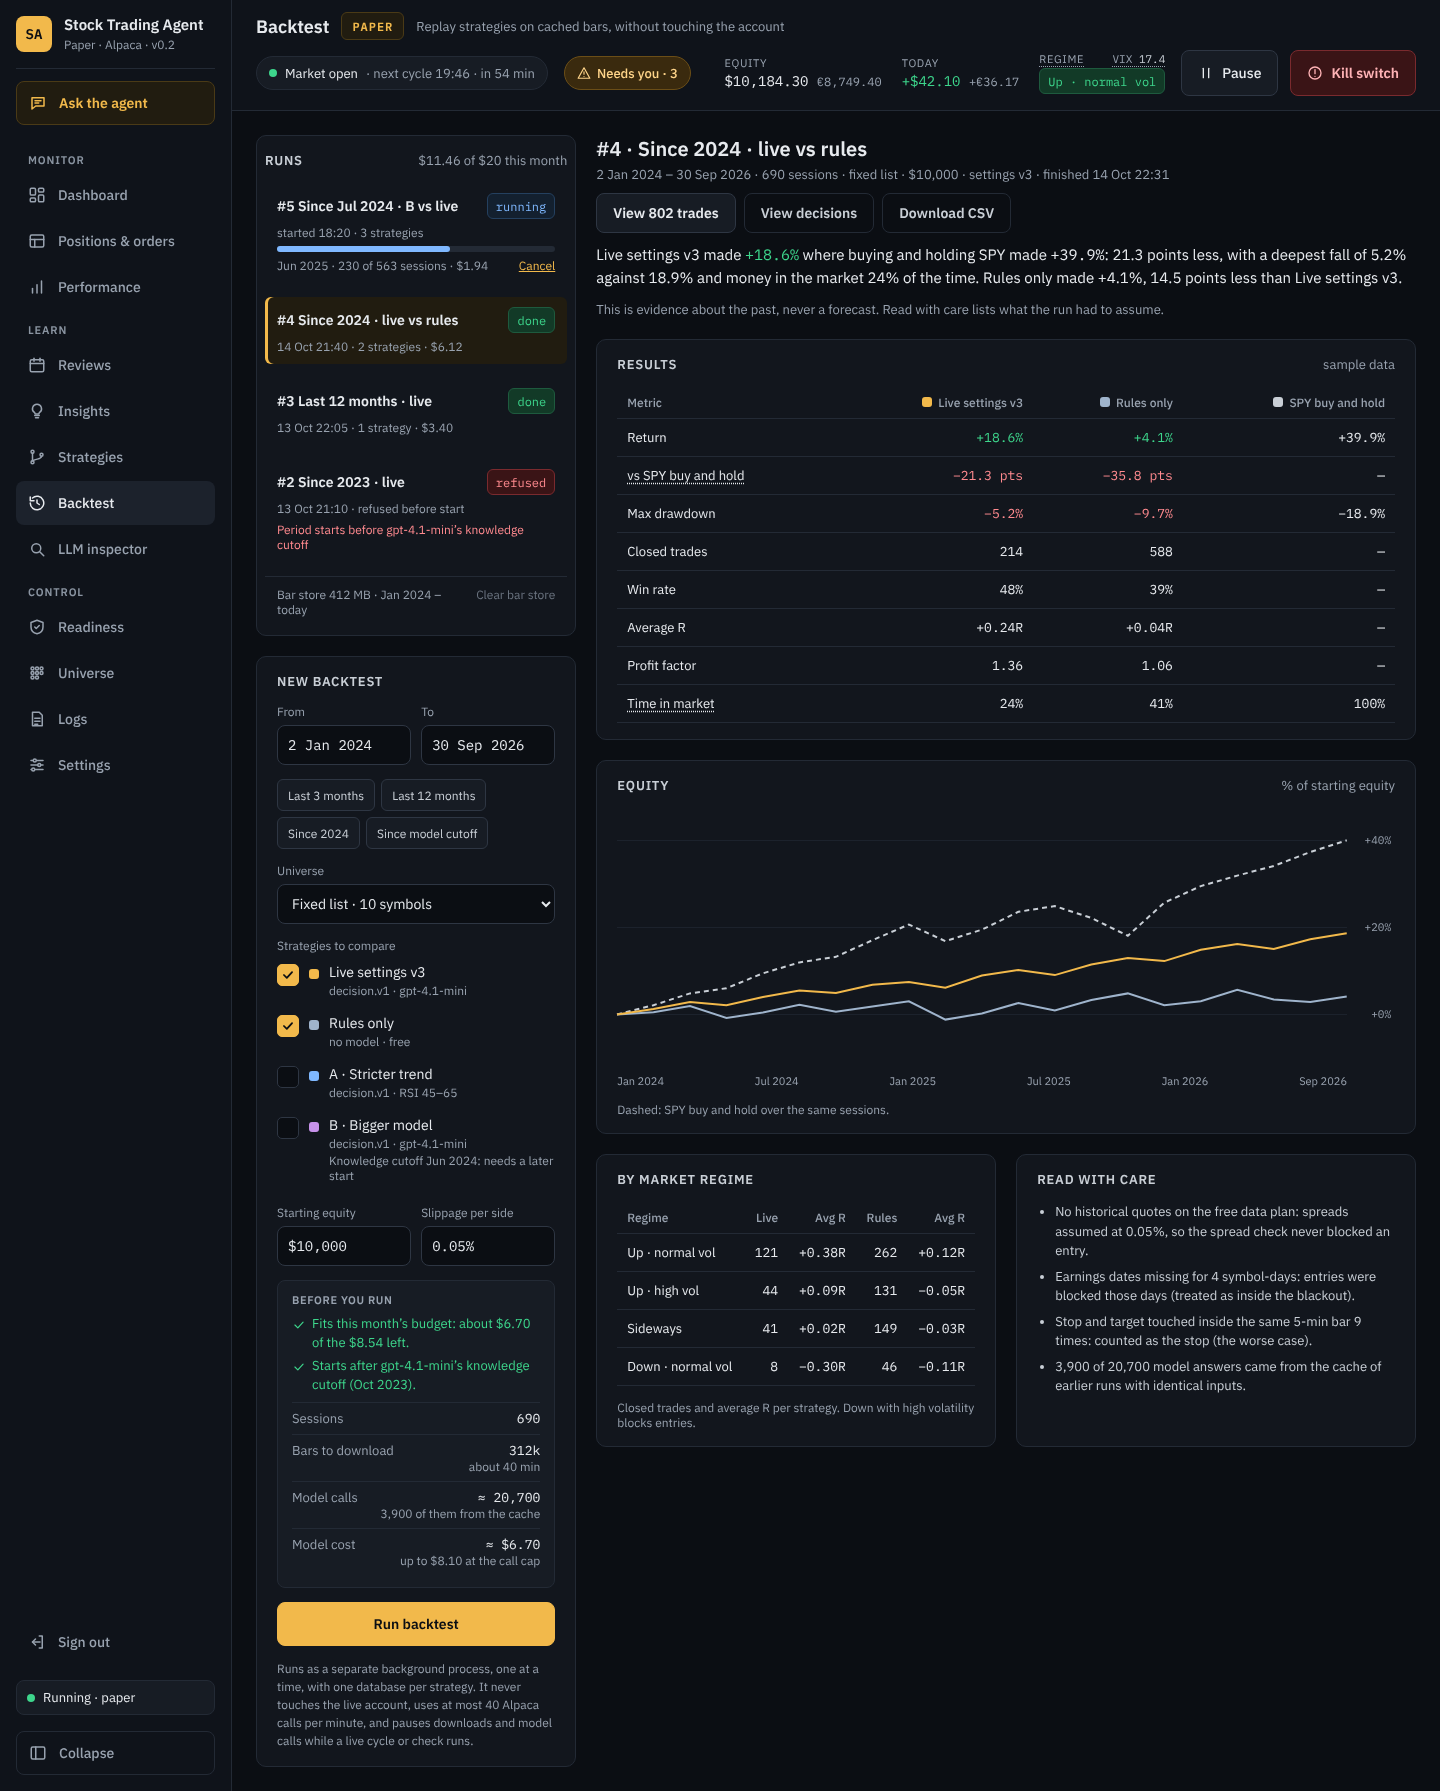 SA
Stock Trading Agent
Paper · Alpaca · v0.2
Ask the agent
MONITOR
Dashboard
Positions & orders
Performance
LEARN
Reviews
Insights
Strategies
Backtest
LLM inspector
CONTROL
Readiness
Universe
Logs
Settings
Sign out
Running · paper
Collapse
Backtest
PAPER
Replay strategies on cached bars, without touching the account
Market open · next cycle 19:46 · in 54 min
Needs you · 3
EQUITY
$10,184.30 €8,749.40
TODAY
+$42.10 +€36.17
REGIME VIX 17.4
Up · normal vol
Pause
Kill switch
RUNS
$11.46 of $20 this month
#5 Since Jul 2024 · B vs live
running
started 18:20 · 3 strategies
Jun 2025 · 230 of 563 sessions · $1.94
Cancel
#4 Since 2024 · live vs rules
done
14 Oct 21:40 · 2 strategies · $6.12
#3 Last 12 months · live
done
13 Oct 22:05 · 1 strategy · $3.40
#2 Since 2023 · live
refused
13 Oct 21:10 · refused before start
Period starts before gpt-4.1-mini’s knowledge
cutoff
Bar store 412 MB · Jan 2024 –
today
Clear bar store
NEW BACKTEST
From
To
2 Jan 2024
30 Sep 2026
Last 3 months
Last 12 months
Since 2024
Since model cutoff
Universe
Fixed list · 10 symbols
Strategies to compare
Live settings v3
decision.v1 · gpt-4.1-mini
Rules only
no model · free
A · Stricter trend
decision.v1 · RSI 45–65
B · Bigger model
decision.v1 · gpt-4.1-mini
Knowledge cutoff Jun 2024: needs a later
start
Starting equity
Slippage per side
$10,000
0.05%
BEFORE YOU RUN
Fits this month’s budget: about $6.70
of the $8.54 left.
Starts after gpt-4.1-mini’s knowledge
cutoff (Oct 2023).
Sessions 690
Bars to download 312k
about 40 min
Model calls ≈ 20,700
3,900 of them from the cache
Model cost ≈ $6.70
up to $8.10 at the call cap
Run backtest
Runs as a separate background process, one at a
time, with one database per strategy. It never
touches the live account, uses at most 40 Alpaca
calls per minute, and pauses downloads and model
calls while a live cycle or check runs.
#4 · Since 2024 · live vs rules
2 Jan 2024 – 30 Sep 2026 · 690 sessions · fixed list · $10,000 · settings v3 · finished 14 Oct 22:31
View 802 trades
View decisions
Download CSV
Live settings v3 made +18.6% where buying and holding SPY made +39.9%: 21.3 points less, with a deepest fall of 5.2%
against 18.9% and money in the market 24% of the time. Rules only made +4.1%, 14.5 points less than Live settings v3.
This is evidence about the past, never a forecast. Read with care lists what the run had to assume.
RESULTS
sample data
Metric Live settings v3 Rules only SPY buy and hold
Return +18.6% +4.1% +39.9%
vs SPY buy and hold −21.3 pts −35.8 pts —
Max drawdown −5.2% −9.7% −18.9%
Closed trades 214 588 —
Win rate 48% 39% —
Average R +0.24R +0.04R —
Profit factor 1.36 1.06 —
Time in market 24% 41% 100%
EQUITY
% of starting equity
+40%
+20%
+0%
Jan 2024 Jul 2024 Jan 2025 Jul 2025 Jan 2026 Sep 2026
Dashed: SPY buy and hold over the same sessions.
BY MARKET REGIME
Regime Live Avg R Rules Avg R
Up · normal vol 121 +0.38R 262 +0.12R
Up · high vol 44 +0.09R 131 −0.05R
Sideways 41 +0.02R 149 −0.03R
Down · normal vol 8 −0.30R 46 −0.11R
Closed trades and average R per strategy. Down with high volatility
blocks entries.
READ WITH CARE
• No historical quotes on the free data plan: spreads
assumed at 0.05%, so the spread check never blocked an
entry.
• Earnings dates missing for 4 symbol-days: entries were
blocked those days (treated as inside the blackout).
• Stop and target touched inside the same 5-min bar 9
times: counted as the stop (the worse case).
• 3,900 of 20,700 model answers came from the cache of
earlier runs with identical inputs.